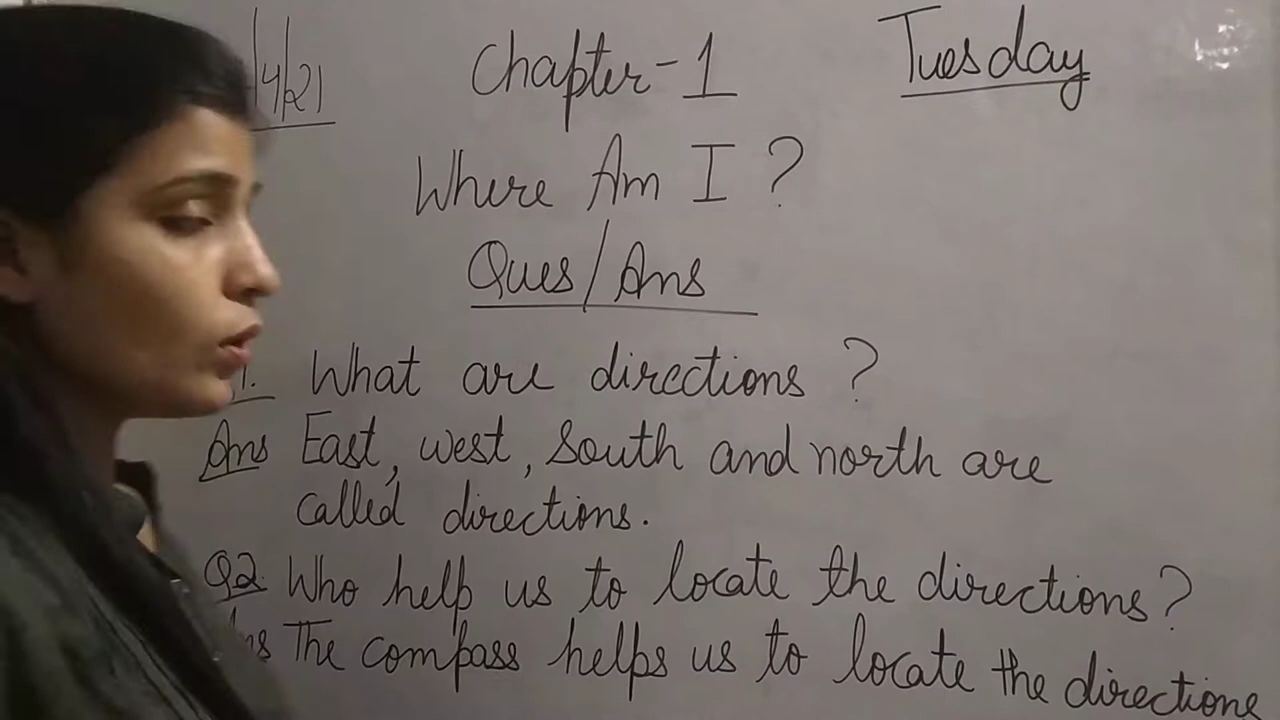 /4/21 Chapter-1 Tuesday
Where Am I ?
Ques/Ans
1. What are directions ?
Ans East, west, South and north are
called directions.
Q2. Who help us to locate the directions?
Ans The compass helps us to locate the directions